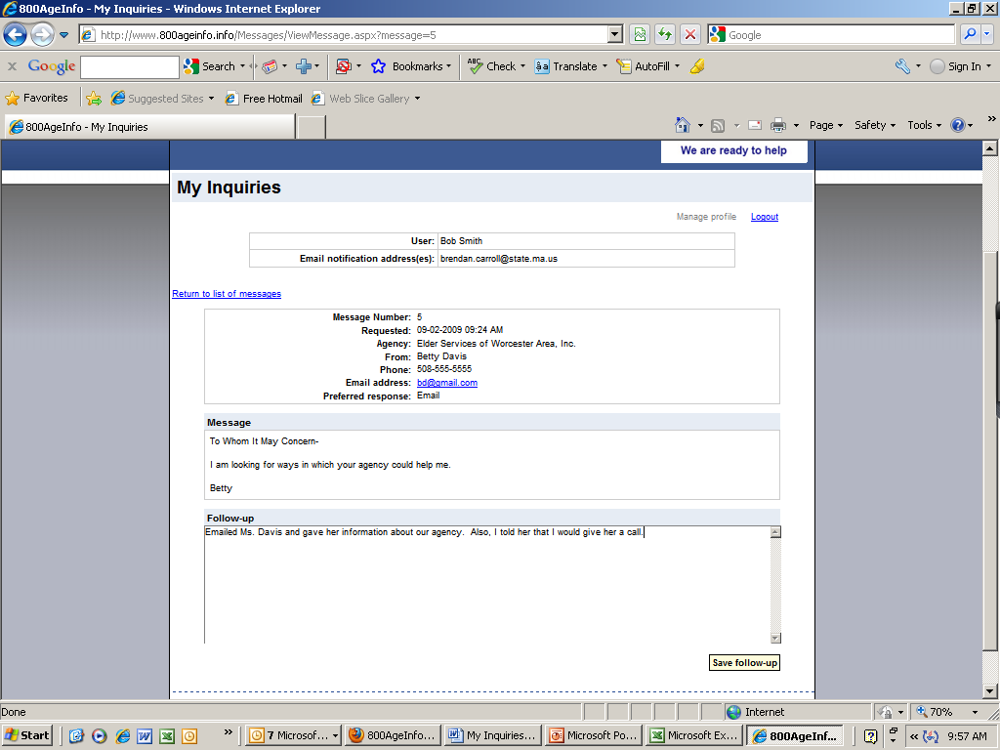 800AgeInfo - My Inquiries - Windows Internet Explorer
http://www.800ageinfo.info/Messages/ViewMessage.aspx?message=5
Google
x Google Search Bookmarks ABC Check aあ Translate AutoFill Sign In
Favorites Suggested Sites Free Hotmail Web Slice Gallery
800AgeInfo - My Inquiries Page Safety Tools
We are ready to help
My Inquiries
Manage profile Logout
User: Bob Smith
Email notification address(es): brendan.carroll@state.ma.us
Return to list of messages
Message Number: 5
Requested: 09-02-2009 09:24 AM
Agency: Elder Services of Worcester Area, Inc.
From: Betty Davis
Phone: 508-555-5555
Email address: bd@gmail.com
Preferred response: Email
Message
To Whom It May Concern-
I am looking for ways in which your agency could help me.
Betty
Follow-up
Emailed Ms. Davis and gave her information about our agency. Also, I told her that I would give her a call.
Save follow-up
Done Internet 70%
Start 7 Microsof... 800AgeInfo... My Inquiries... Microsoft Po... Microsoft Ex... 800AgeInf... 9:57 AM